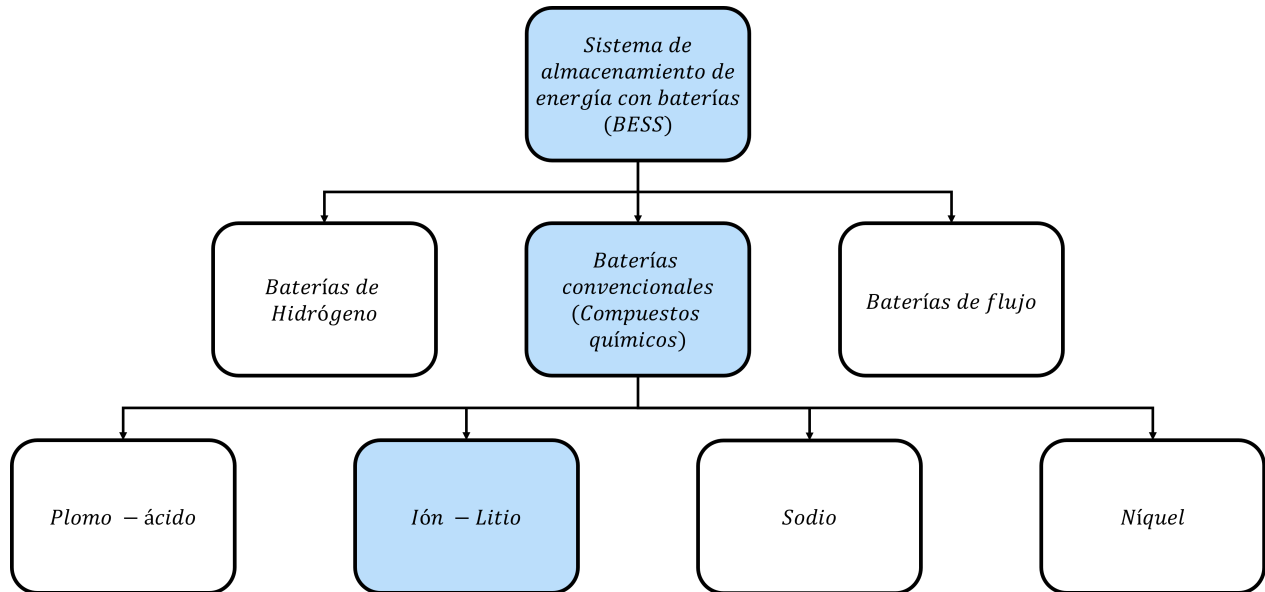 Sistema de
almacenamiento de
energía con baterías
(BESS)
Baterías de
Hidrógeno
Baterías
convencionales
(Compuestos
químicos)
Baterías de flujo
Plomo − ácido
Ión − Litio
Sodio
Níquel